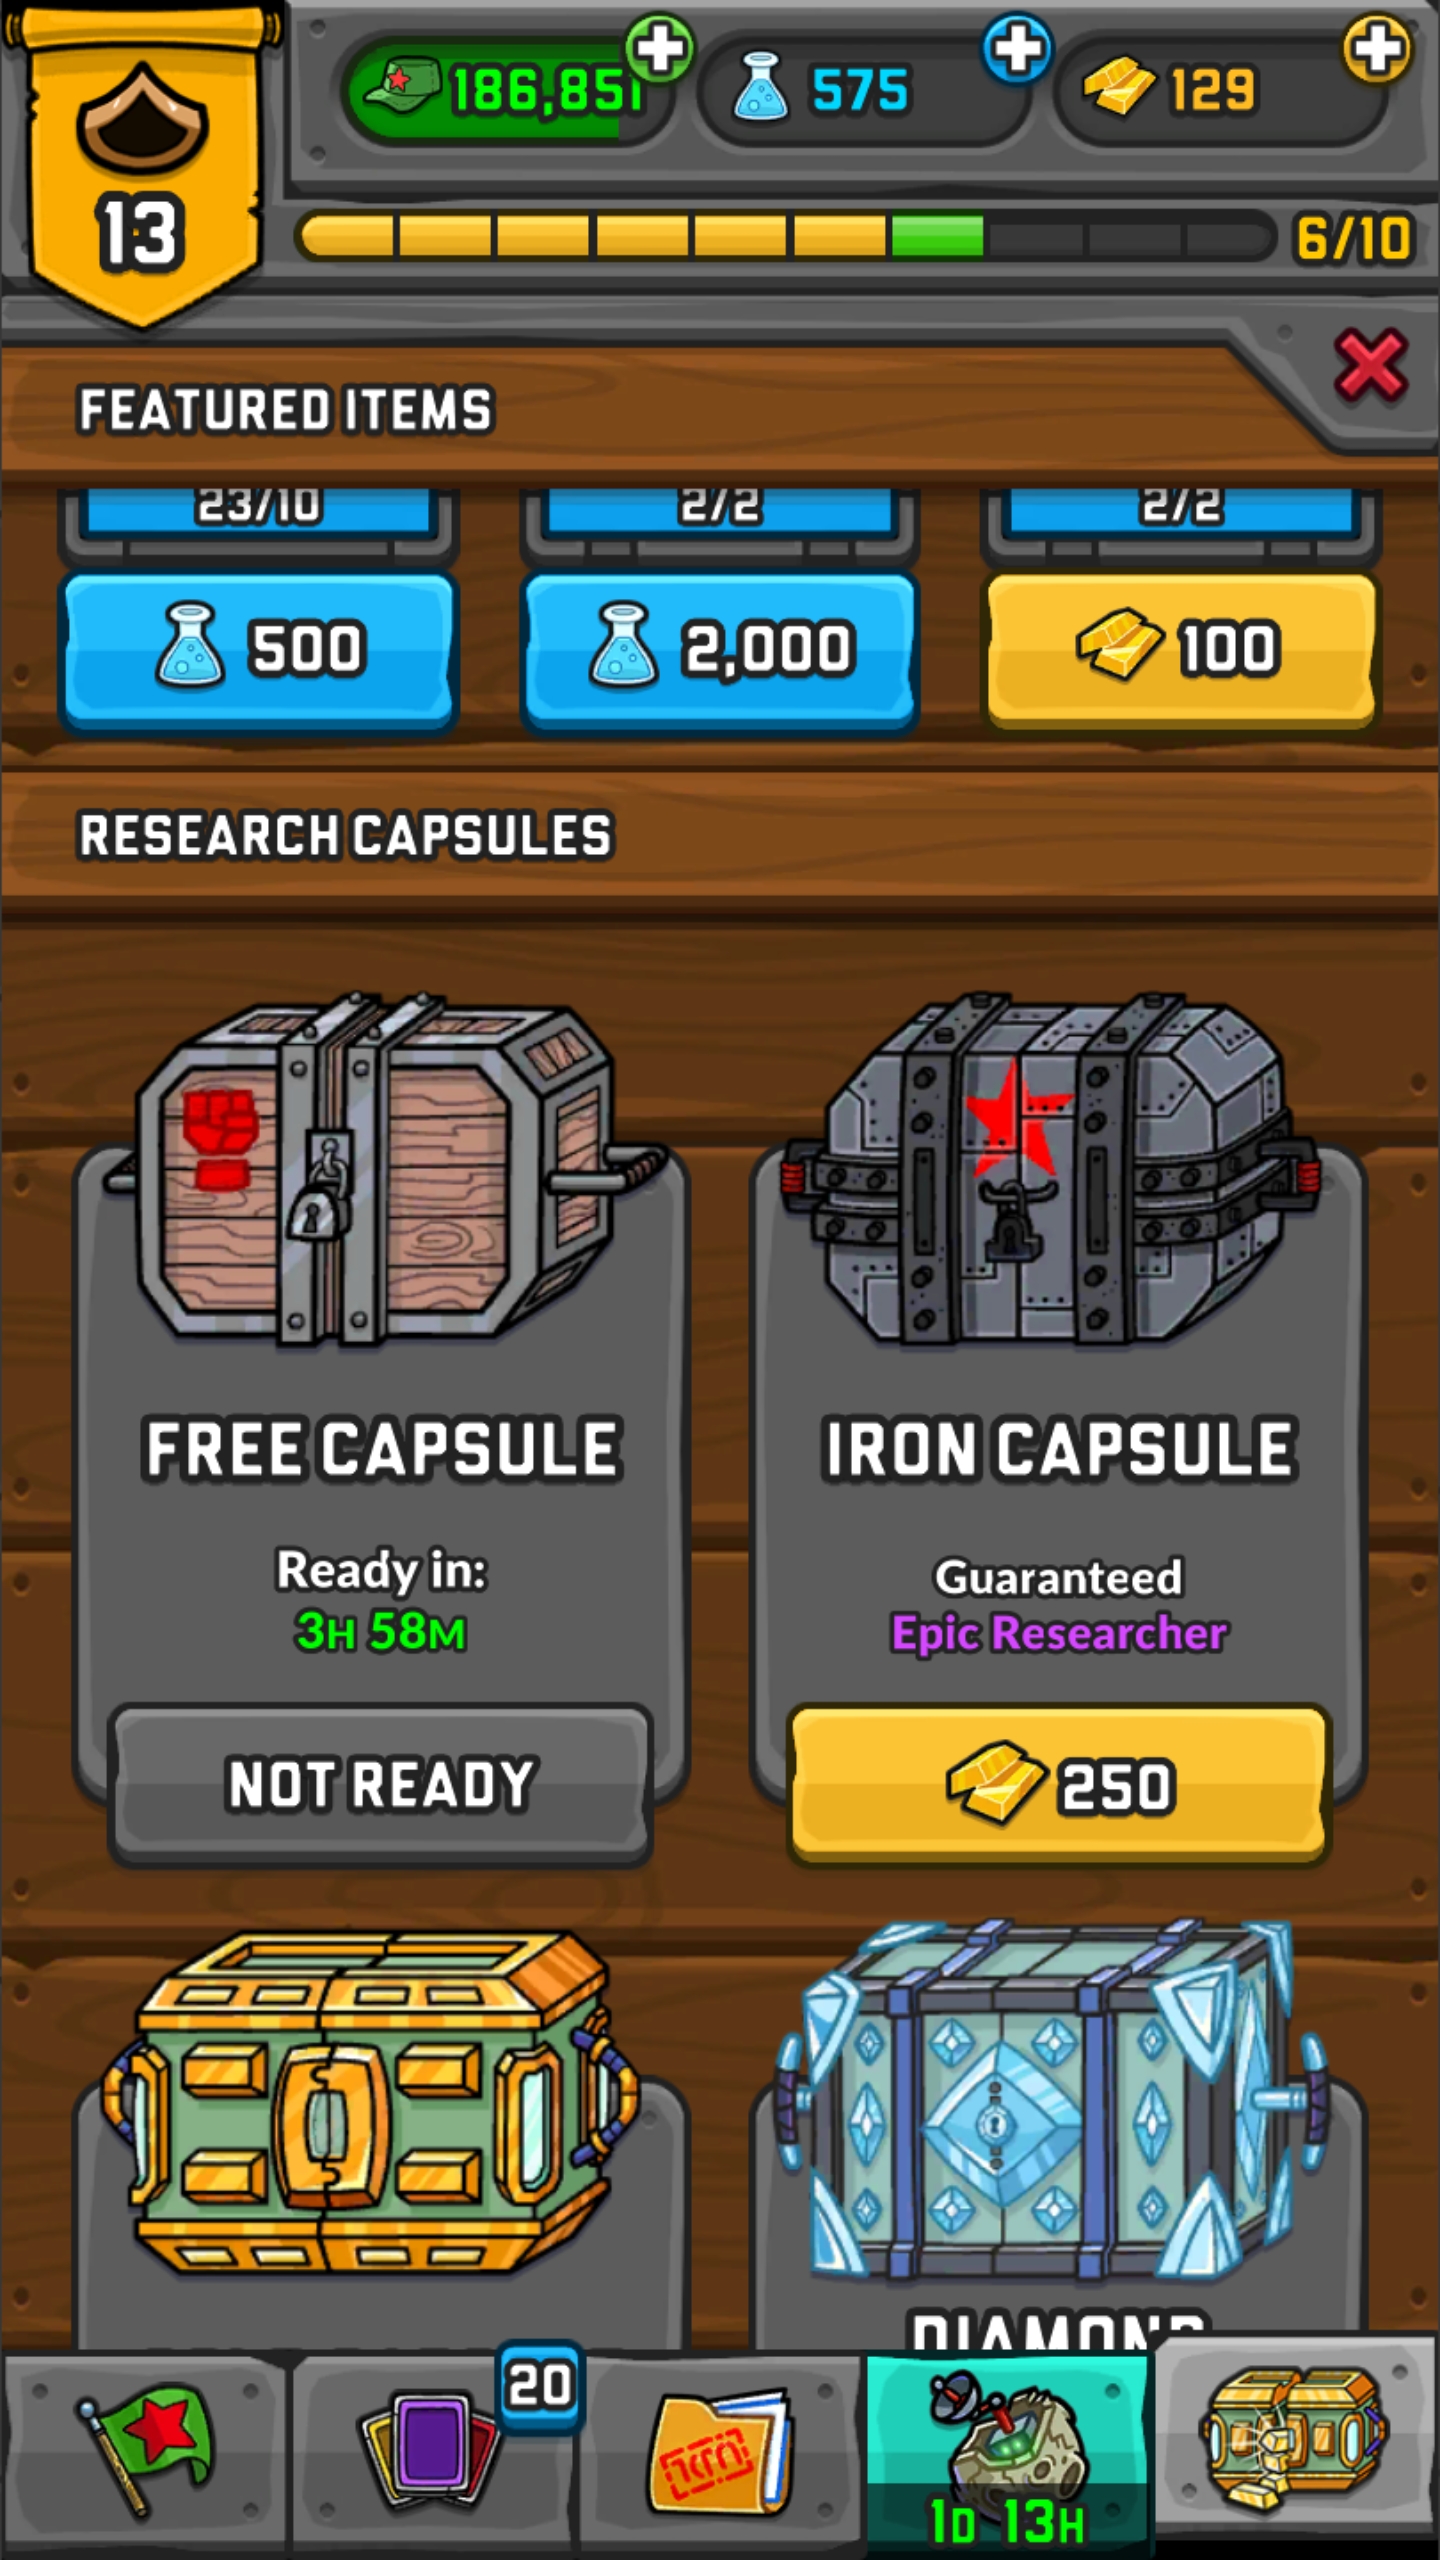 186,851
575
129
13
6/10
FEATURED ITEMS
23/10
2/2
2/2
500
2,000
100
RESEARCH CAPSULES
FREE CAPSULE
Ready in:
3H 58M
NOT READY
IRON CAPSULE
Guaranteed
Epic Researcher
250
DIAMOND
20
1D 13H